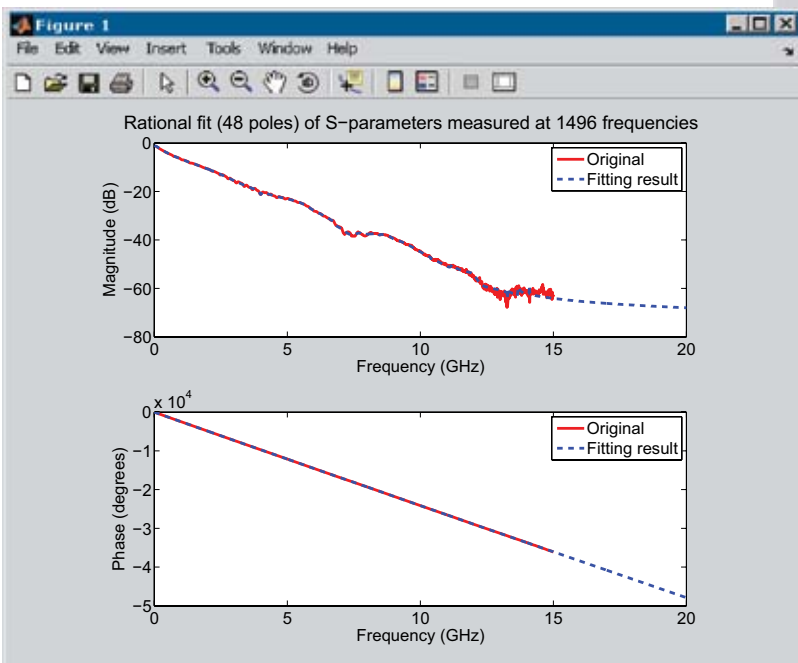 Figure 1
File Edit View Insert Tools Window Help
Rational fit (48 poles) of S−parameters measured at 1496 frequencies
0
−20
−40
−60
−80
Magnitude (dB)
Original
Fitting result
0 5 10 15 20
Frequency (GHz)
x 10^4
0
−1
−2
−3
−4
−5
Phase (degrees)
Original
Fitting result
0 5 10 15 20
Frequency (GHz)